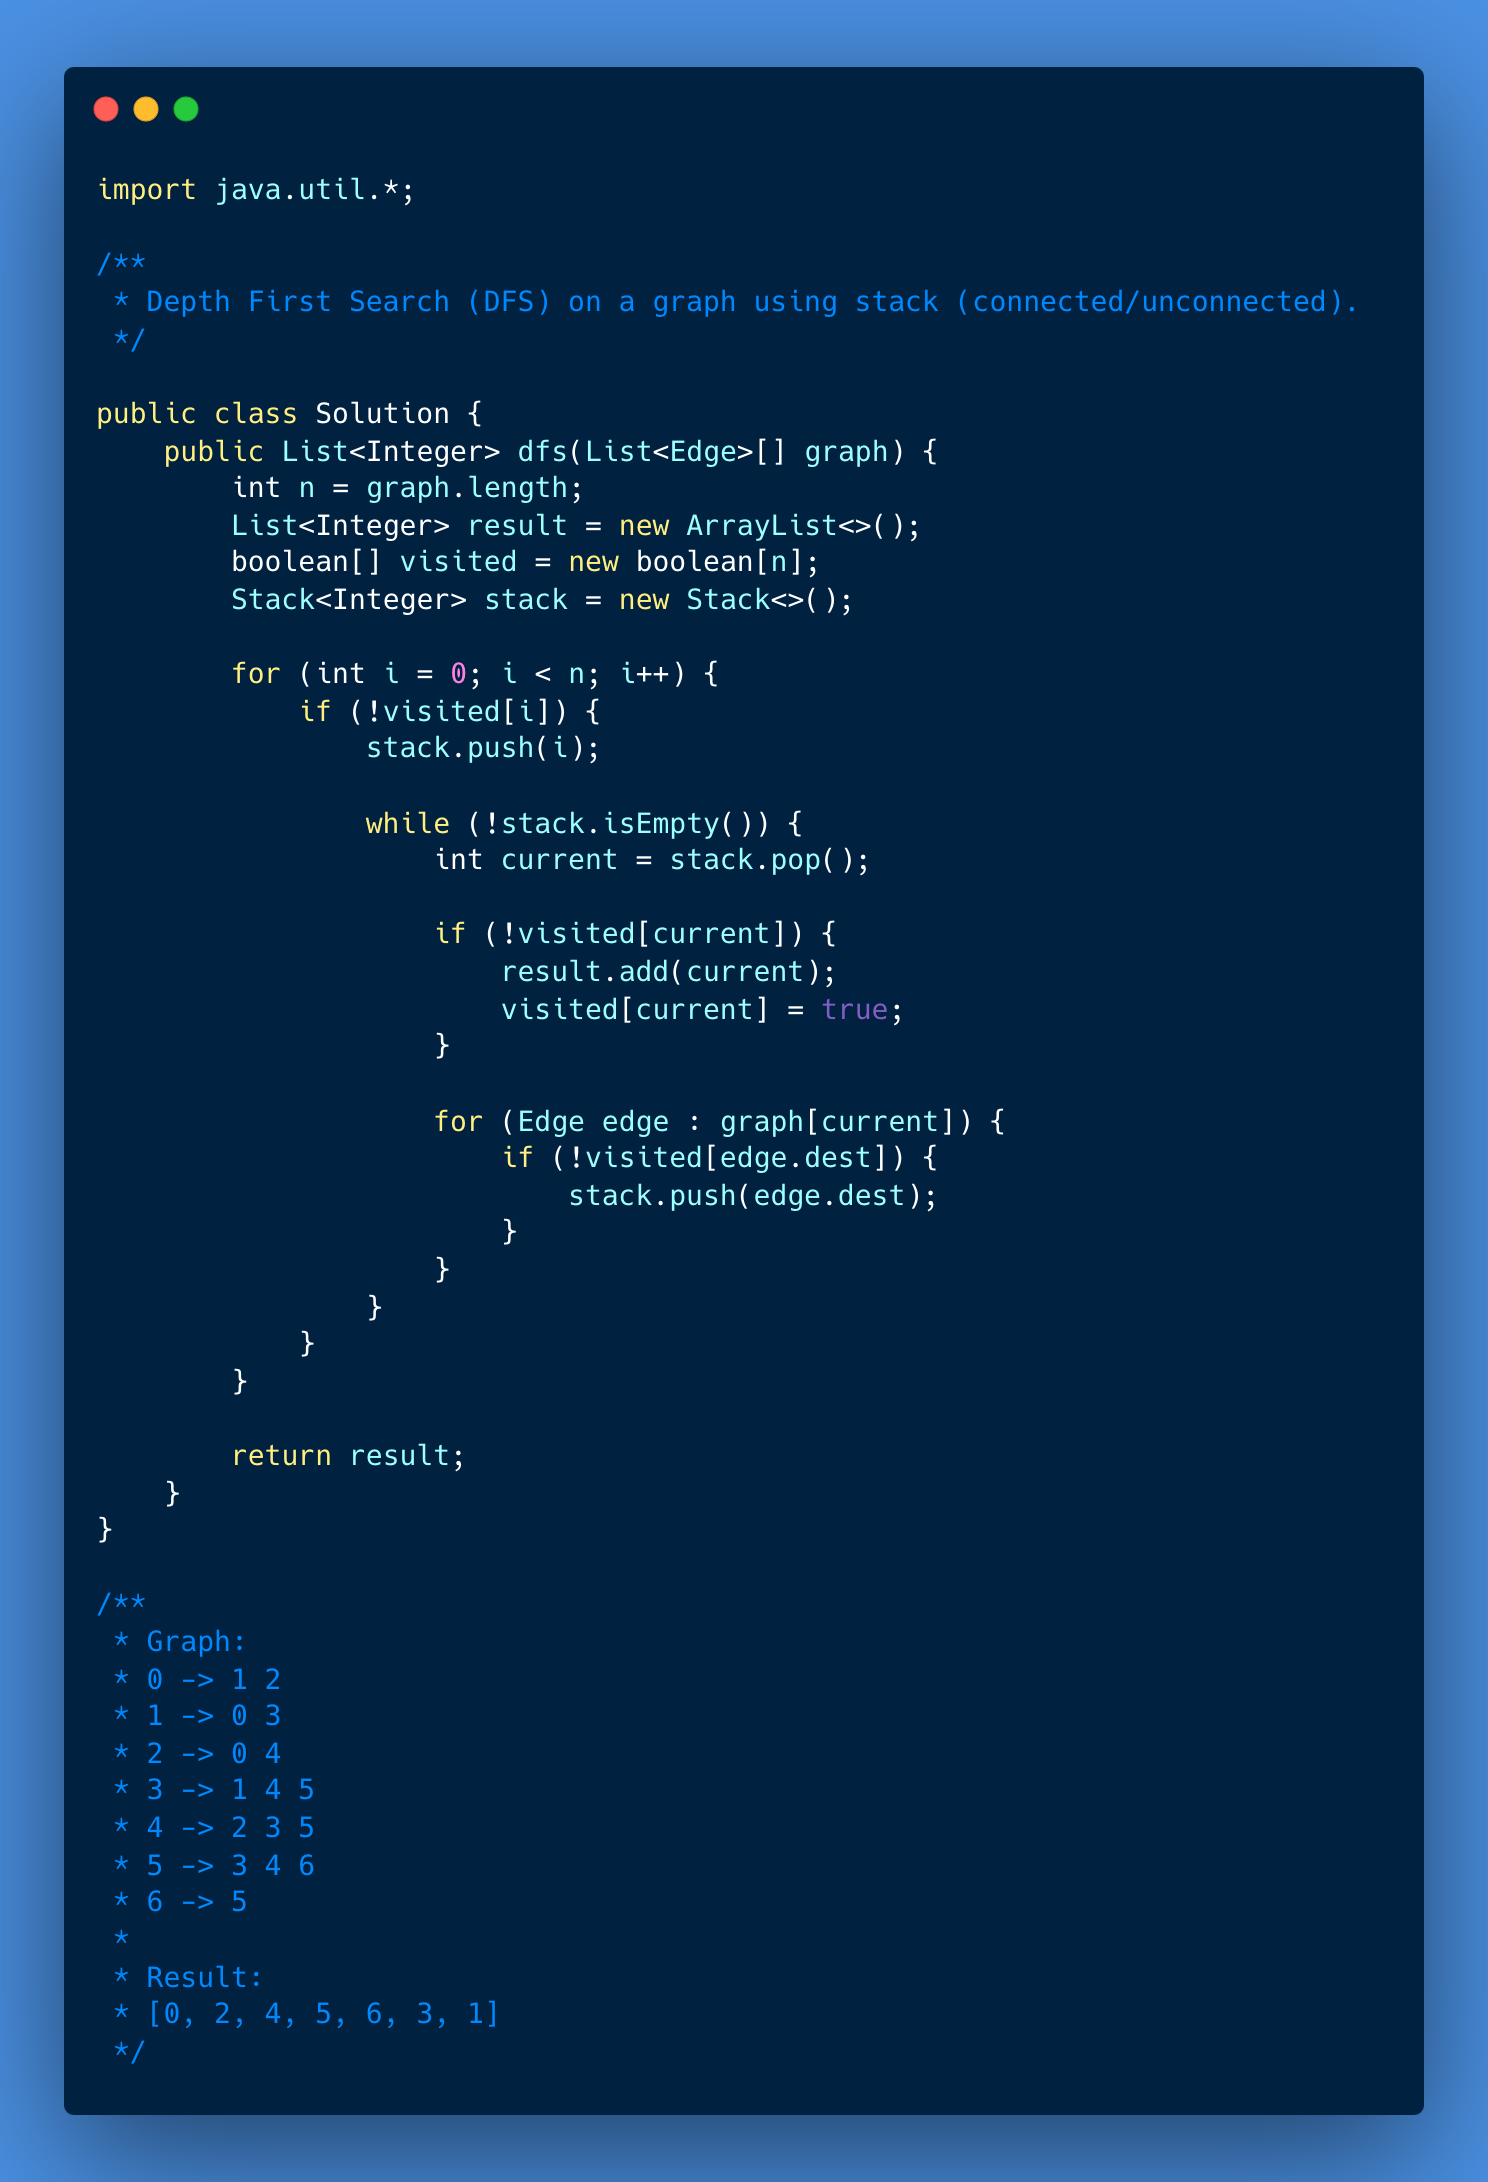 import java.util.*;

/**
 * Depth First Search (DFS) on a graph using stack (connected/unconnected).
 */

public class Solution {
    public List<Integer> dfs(List<Edge>[] graph) {
        int n = graph.length;
        List<Integer> result = new ArrayList<>();
        boolean[] visited = new boolean[n];
        Stack<Integer> stack = new Stack<>();

        for (int i = 0; i < n; i++) {
            if (!visited[i]) {
                stack.push(i);

                while (!stack.isEmpty()) {
                    int current = stack.pop();

                    if (!visited[current]) {
                        result.add(current);
                        visited[current] = true;
                    }

                    for (Edge edge : graph[current]) {
                        if (!visited[edge.dest]) {
                            stack.push(edge.dest);
                        }
                    }
                }
            }
        }

        return result;
    }
}

/**
 * Graph:
 * 0 -> 1 2
 * 1 -> 0 3
 * 2 -> 0 4
 * 3 -> 1 4 5
 * 4 -> 2 3 5
 * 5 -> 3 4 6
 * 6 -> 5
 *
 * Result:
 * [0, 2, 4, 5, 6, 3, 1]
 */